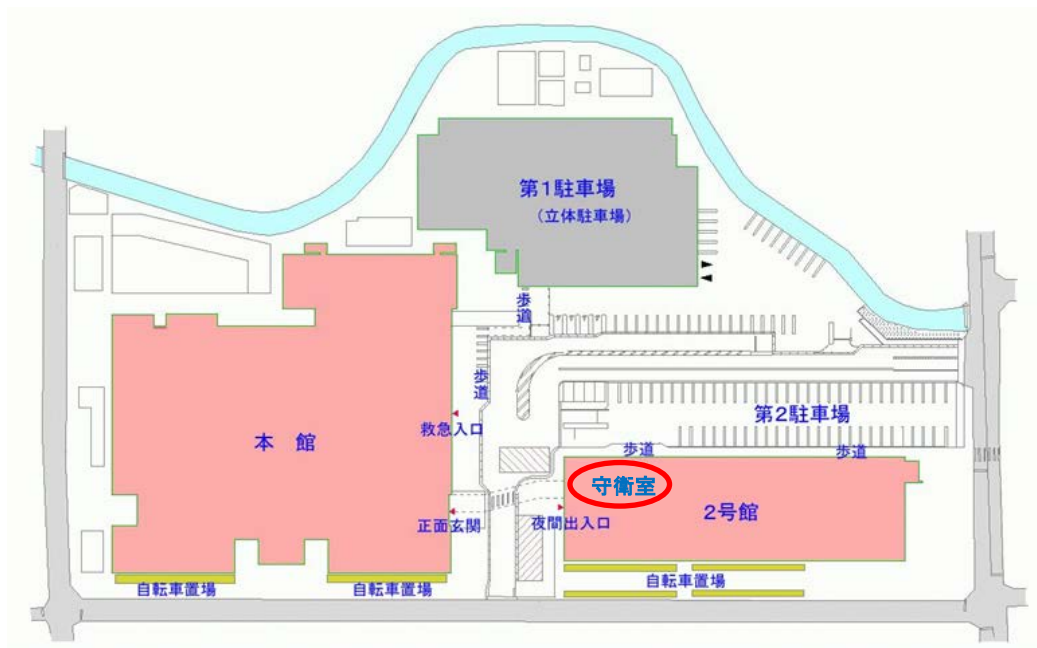 第1駐車場
（立体駐車場）
歩道
歩道
救急入口
第2駐車場
本 館
歩道
歩道
守衛室
2号館
正面玄関
夜間出入口
自転車置場
自転車置場
自転車置場